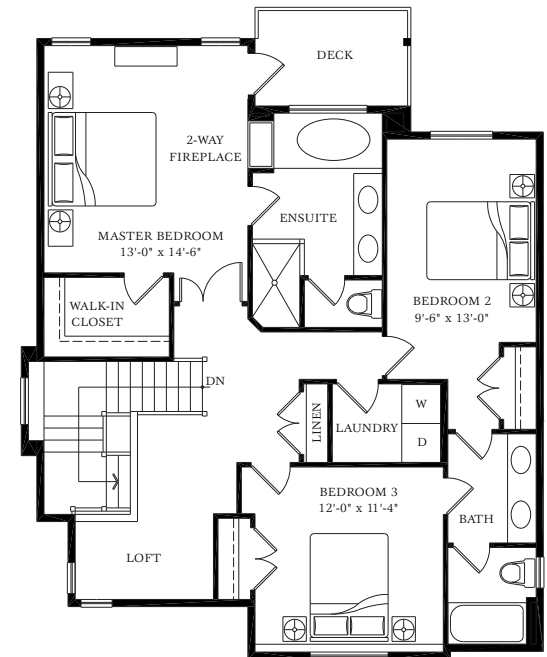 DECK
2-WAY
FIREPLACE
ENSUITE
MASTER BEDROOM
13'-0" x 14'-6"
WALK-IN
CLOSET
BEDROOM 2
9'-6" x 13'-0"
DN
LINEN
LAUNDRY
W
D
BEDROOM 3
12'-0" x 11'-4"
BATH
LOFT